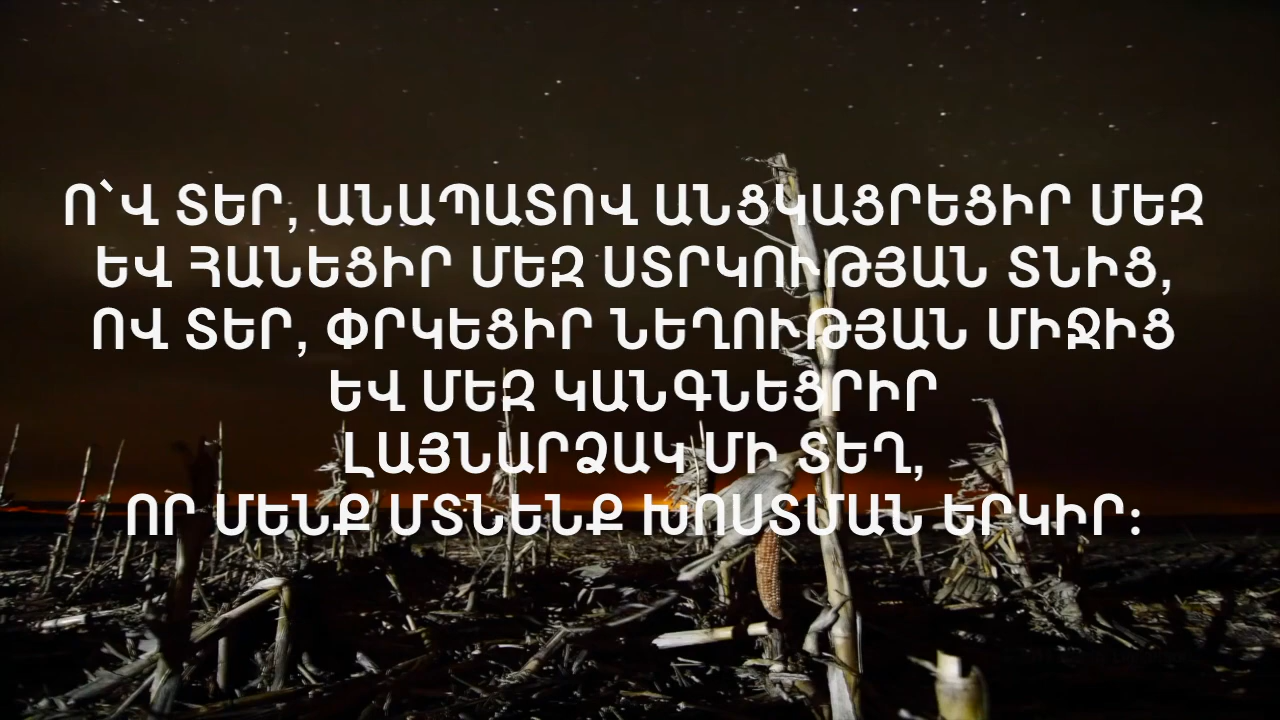 Ո՝Վ ՏԵՐ, ԱՆԱՊԱՏՈՎ ԱՆՑԿԱՑՐԵՑԻՐ ՄԵԶ
ԵՎ ՀԱՆԵՑԻՐ ՄԵԶ ՍՏՐԿՈՒԹՅԱՆ ՏՆԻՑ,
ՈՎ ՏԵՐ, ՓՐԿԵՑԻՐ ՆԵՂՈՒԹՅԱՆ ՄԻՋԻՑ
ԵՎ ՄԵԶ ԿԱՆԳՆԵՑՐԻՐ
ԼԱՅՆԱՐՁԱԿ ՄԻ ՏԵՂ,
ՈՐ ՄԵՆՔ ՄՏՆԵՆՔ ԽՈՍՏՄԱՆ ԵՐԿԻՐ: